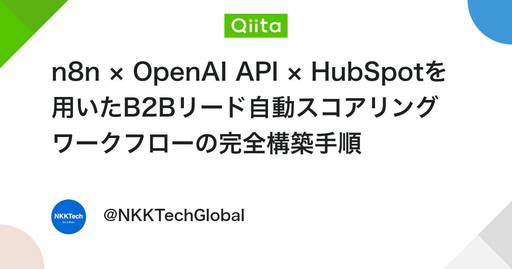 Qiita
n8n × OpenAI API × HubSpotを
用いたB2Bリード自動スコアリング
ワークフローの完全構築手順
NKKTech
@NKKTechGlobal